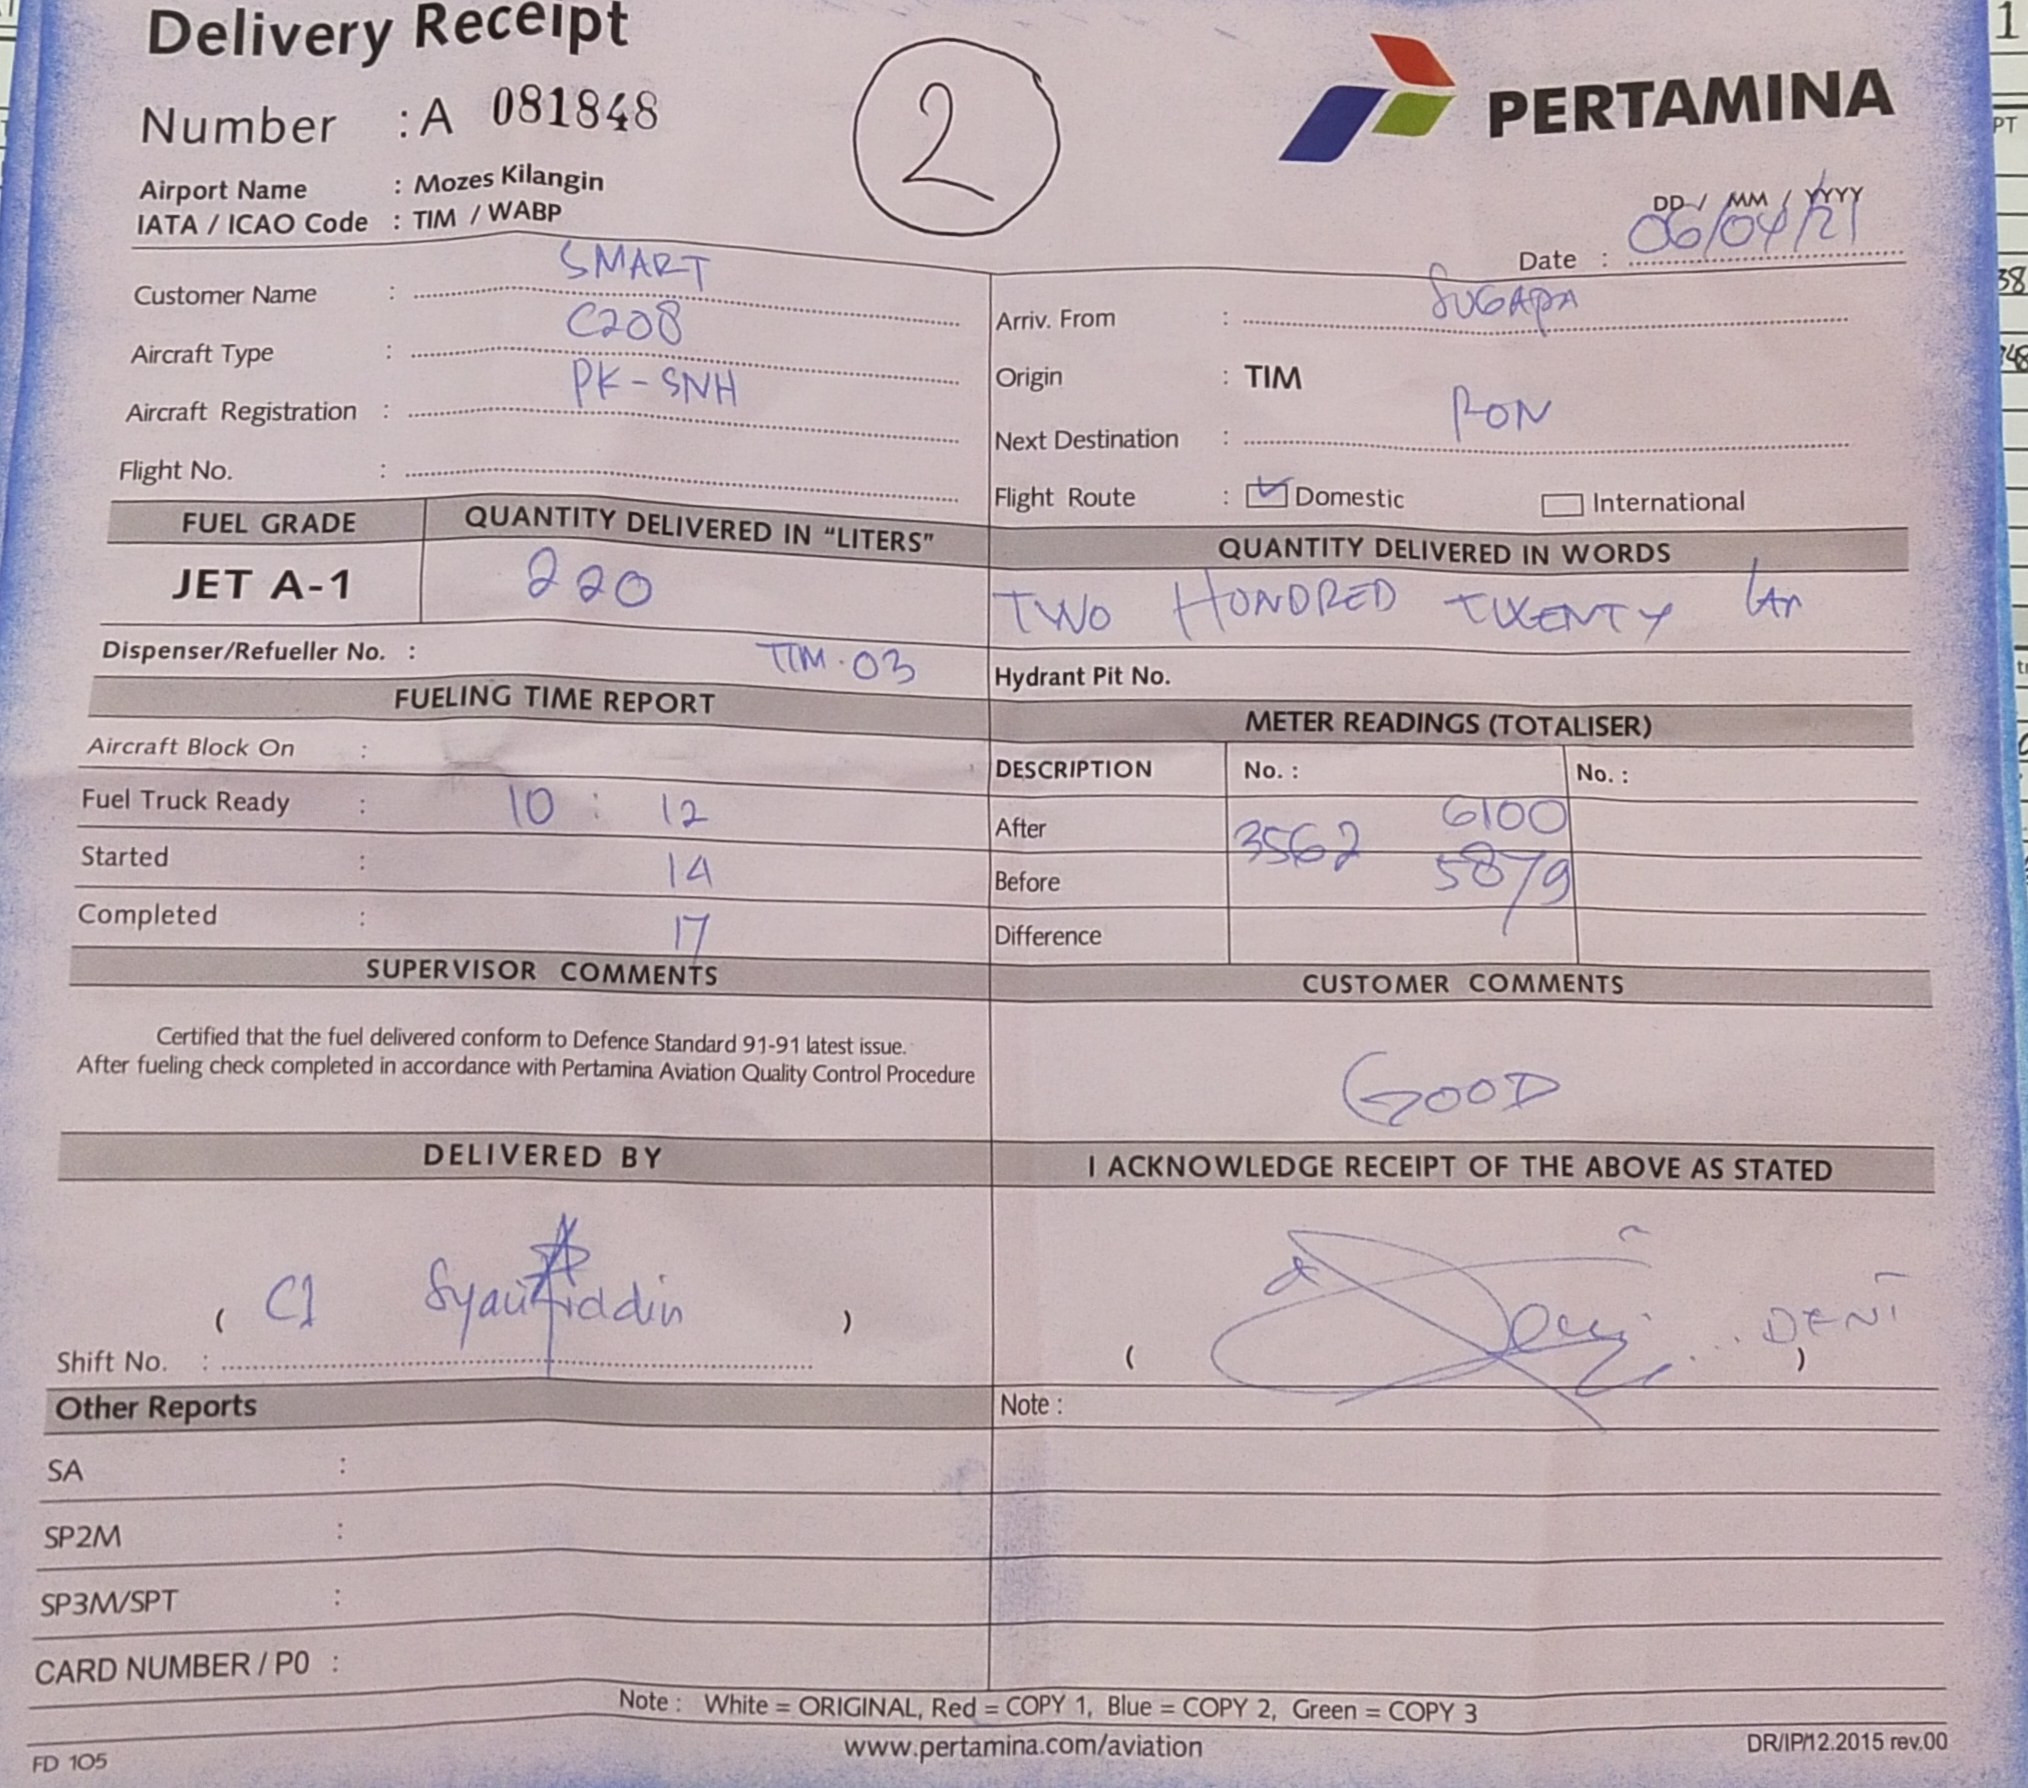 Delivery Receipt
Number : A 081848
2
PERTAMINA
Airport Name : Mozes Kilangin
IATA / ICAO Code : TIM / WABP
DD / MM / YYYY
Date : 06/04/21
Customer Name : SMART
Aircraft Type : C208
Aircraft Registration : PK-SNH
Flight No. :
Arriv. From : SUGAPA
Origin : TIM
Next Destination : RON
Flight Route : Domestic International
FUEL GRADE QUANTITY DELIVERED IN "LITERS"
JET A-1 220
QUANTITY DELIVERED IN WORDS
TWO HONDRED TWENTY
Dispenser/Refueller No. : TIM-03
Hydrant Pit No.
FUELING TIME REPORT
Aircraft Block On :
Fuel Truck Ready : 10 : 12
Started : 14
Completed : 17
METER READINGS (TOTALISER)
DESCRIPTION No. : No. :
After 3562 6100
Before 5879
Difference
SUPERVISOR COMMENTS
Certified that the fuel delivered conform to Defence Standard 91-91 latest issue.
After fueling check completed in accordance with Pertamina Aviation Quality Control Procedure
CUSTOMER COMMENTS
GOOD
DELIVERED BY
( C1 Syaifiddin )
Shift No. :
I ACKNOWLEDGE RECEIPT OF THE ABOVE AS STATED
( DENI )
Other Reports
SA :
SP2M :
SP3M/SPT :
CARD NUMBER / P0 :
Note :
Note : White = ORIGINAL, Red = COPY 1, Blue = COPY 2, Green = COPY 3
www.pertamina.com/aviation
FD 105
DR/IP/12.2015 rev.00
1
PT
38